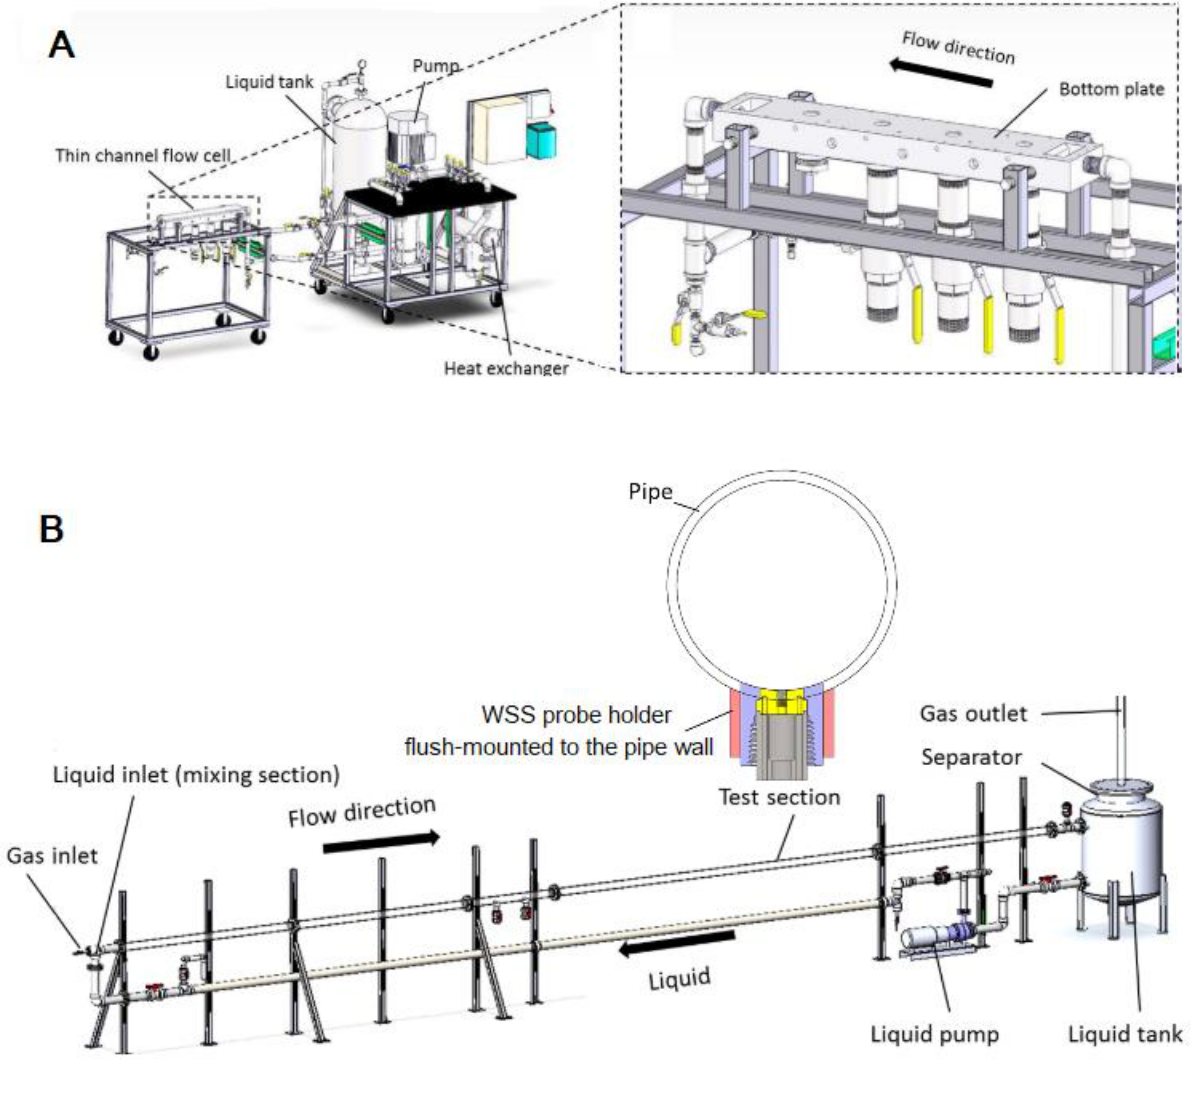 A
Liquid tank
Pump
Thin channel flow cell
Heat exchanger
Flow direction
Bottom plate
B
Pipe
WSS probe holder
flush-mounted to the pipe wall
Test section
Gas outlet
Separator
Liquid inlet (mixing section)
Flow direction
Gas inlet
Liquid
Liquid pump
Liquid tank